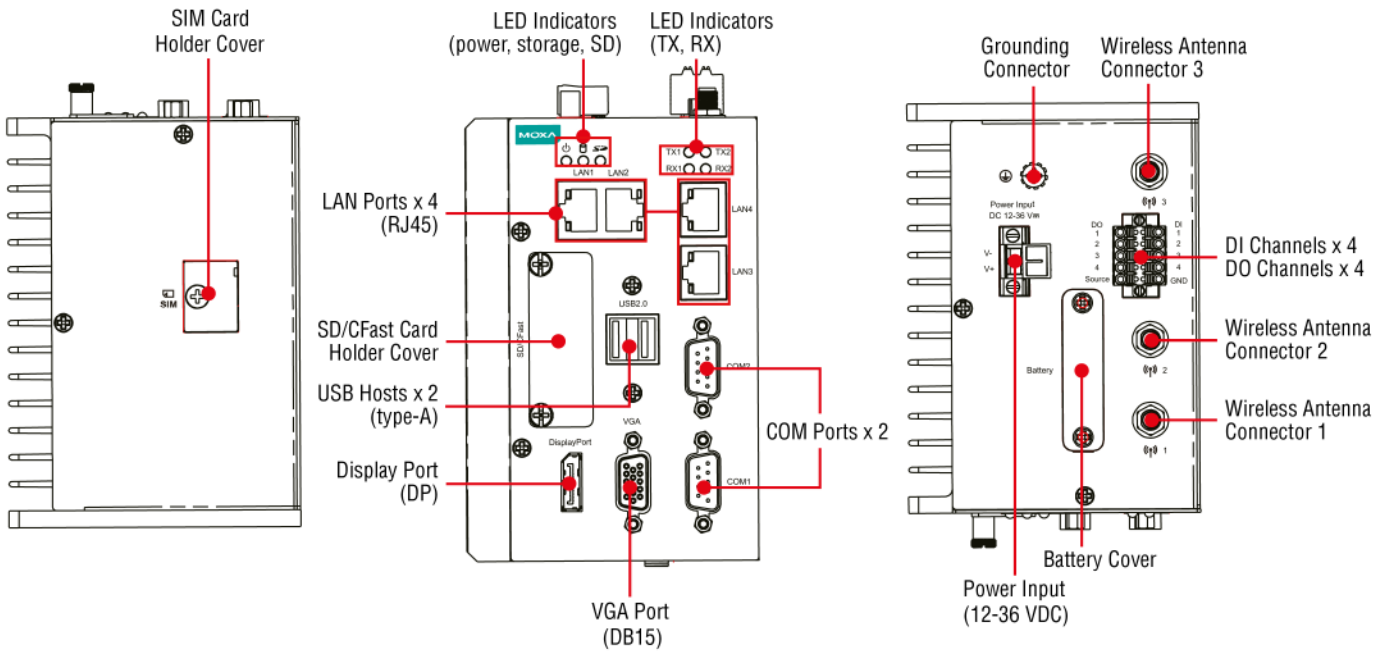 SIM Card
Holder Cover
SIM
LED Indicators
(power, storage, SD)
LED Indicators
(TX, RX)
MOXA
TX1
TX2
RX1
RX2
LAN1
LAN2
LAN4
LAN3
LAN Ports x 4
(RJ45)
USB2.0
SD/CFast
SD/CFast Card
Holder Cover
USB Hosts x 2
(type-A)
COM2
VGA
DisplayPort
COM1
COM Ports x 2
Display Port
(DP)
VGA Port
(DB15)
Grounding
Connector
Wireless Antenna
Connector 3
Power Input
DC 12-36 V
3
V-
V+
DO
DI
1
1
2
2
3
3
4
4
Source
GND
DI Channels x 4
DO Channels x 4
Battery
Wireless Antenna
Connector 2
2
Wireless Antenna
Connector 1
1
Battery Cover
Power Input
(12-36 VDC)